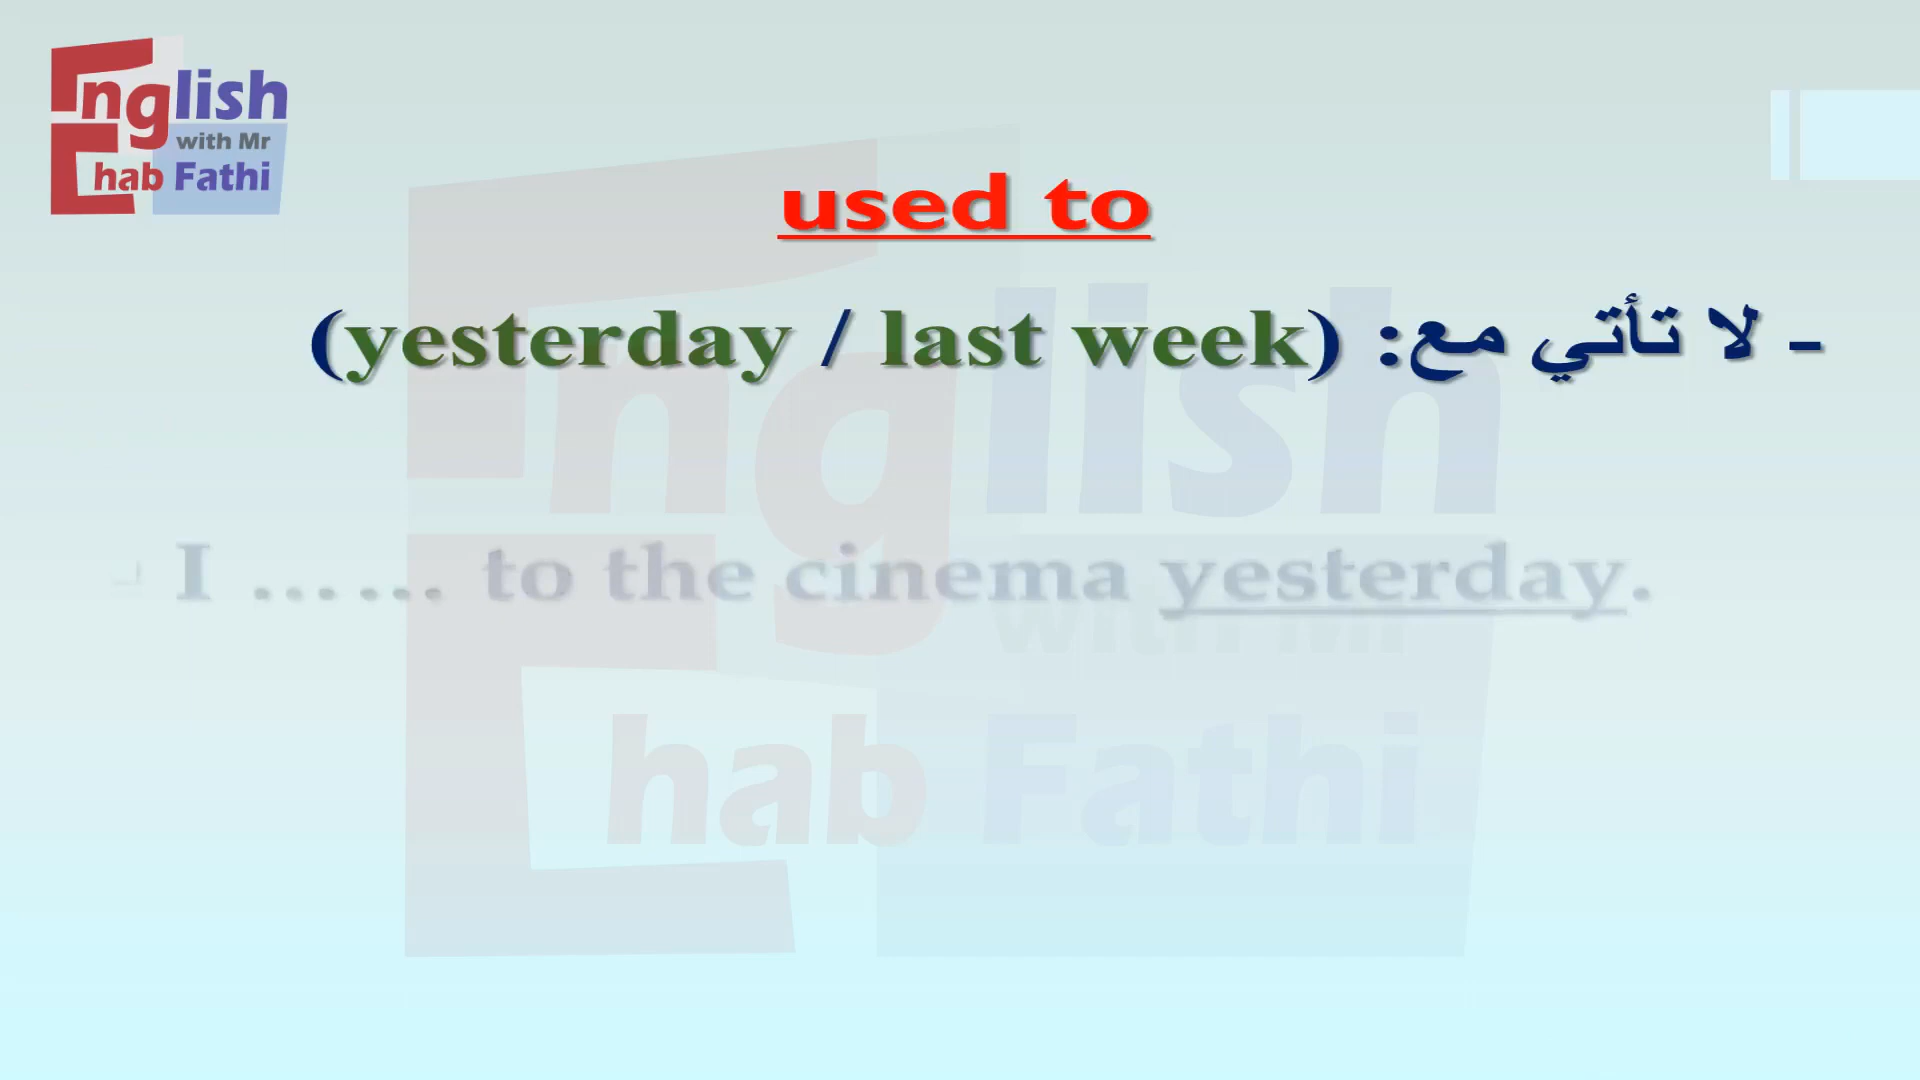 English
with Mr
Ehab Fathi
used to
- لا تأتي مع: (yesterday / last week)
I ...... to the cinema yesterday.